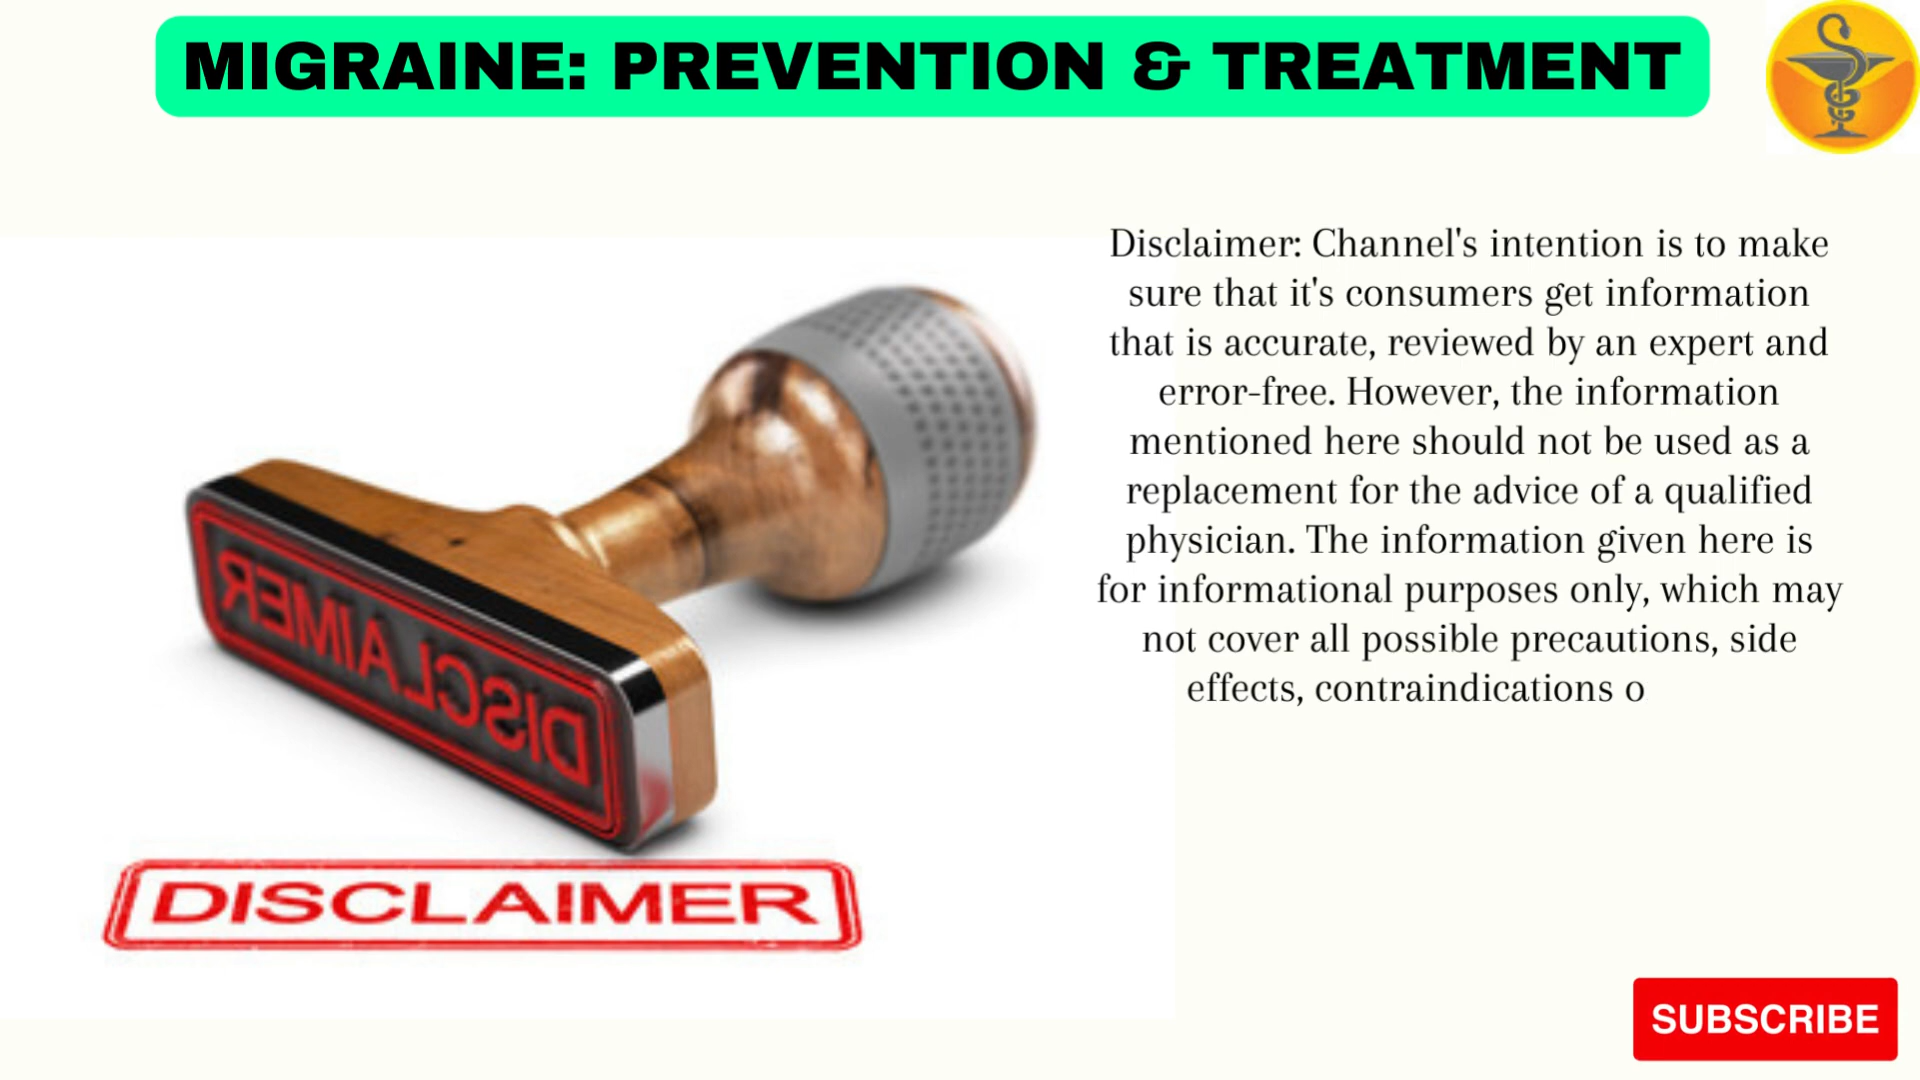 MIGRAINE: PREVENTION & TREATMENT
Disclaimer: Channel's intention is to make
sure that it's consumers get information
that is accurate, reviewed by an expert and
error-free. However, the information
mentioned here should not be used as a
replacement for the advice of a qualified
physician. The information given here is
for informational purposes only, which may
not cover all possible precautions, side
effects, contraindications o
DISCLAIMER
DISCLAIMER
SUBSCRIBE